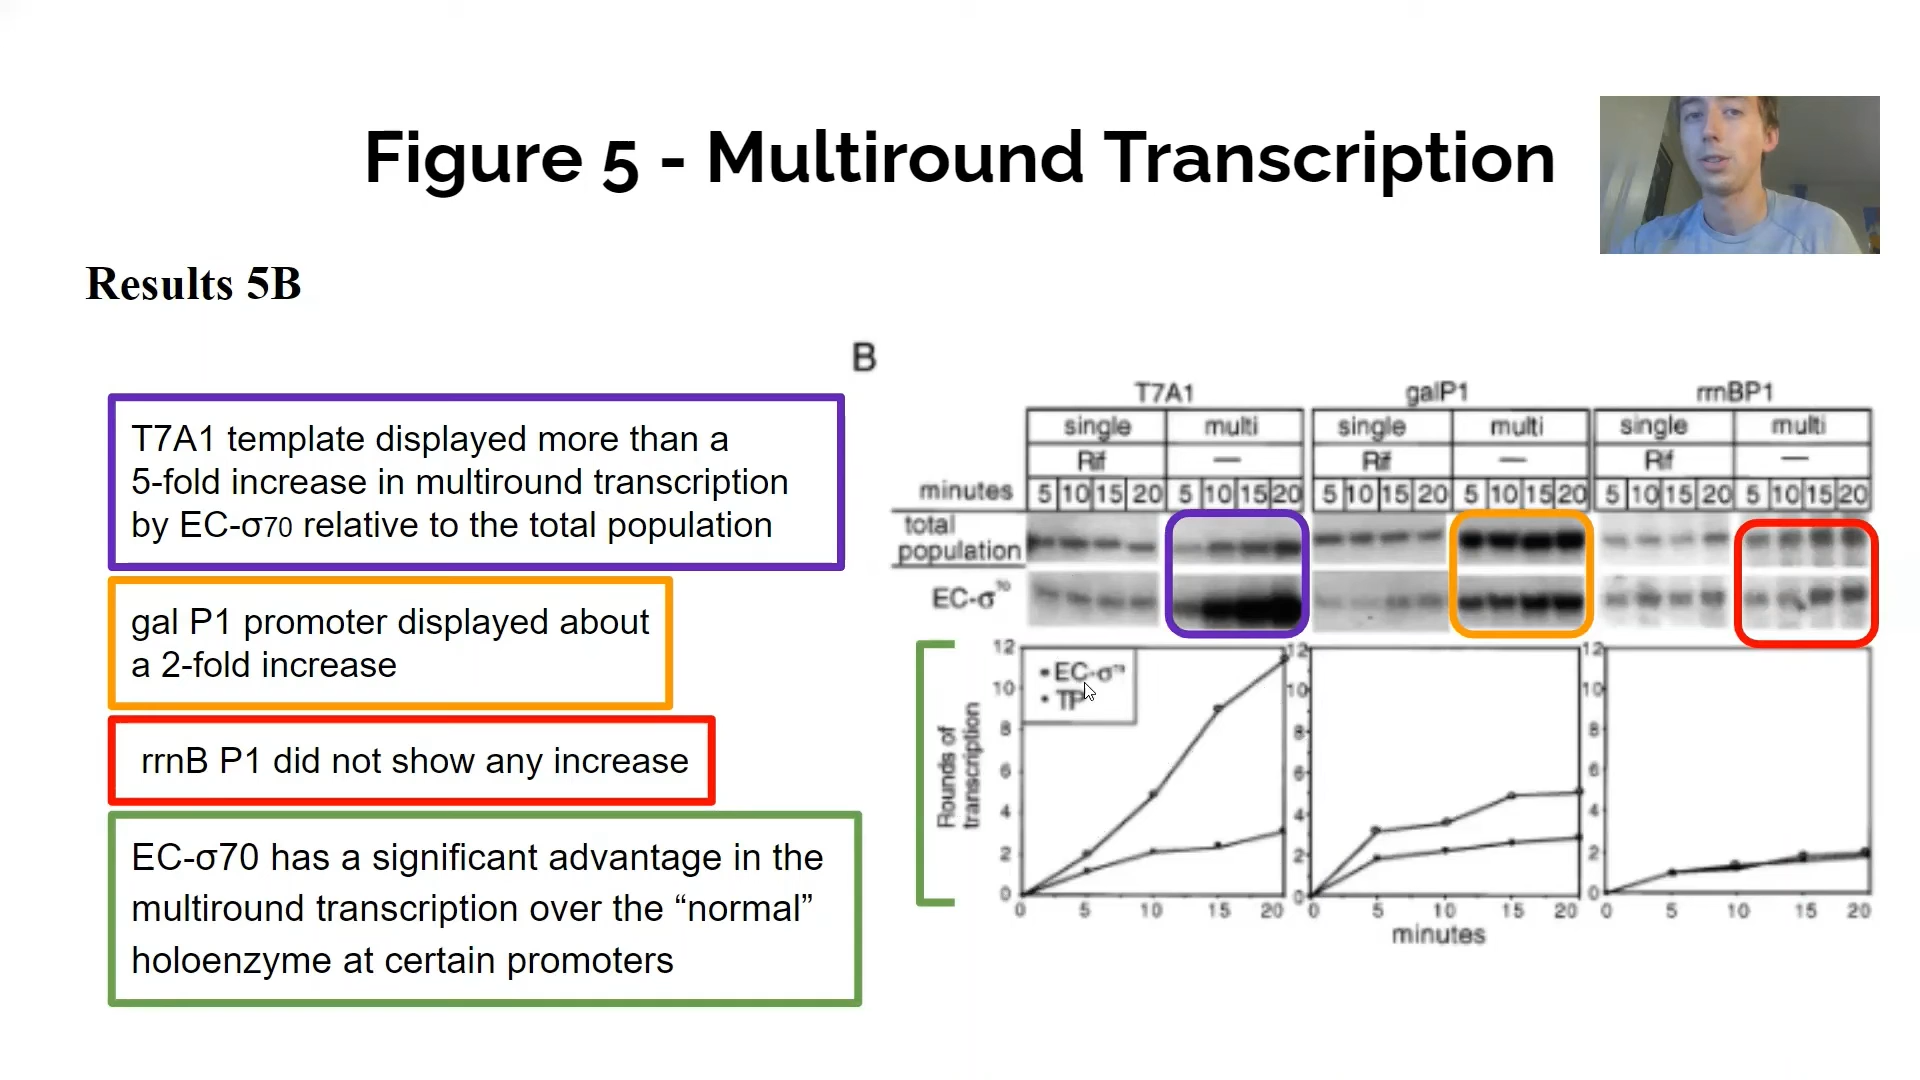 Figure 5 - Multiround Transcription
Results 5B
T7A1 template displayed more than a
5-fold increase in multiround transcription
by EC-σ70 relative to the total population
gal P1 promoter displayed about
a 2-fold increase
rrnB P1 did not show any increase
EC-σ70 has a significant advantage in the
multiround transcription over the “normal”
holoenzyme at certain promoters
B
T7A1 galP1 rrnBP1
single multi single multi single multi
Rif — Rif — Rif —
minutes 5 10 15 20 5 10 15 20 5 10 15 20 5 10 15 20 5 10 15 20 5 10 15 20
total
population
EC-σ70
Rounds of
transcription
12 10 8 6 4 2 0
EC-σ70
TP
12 10 8 6 4 2 0
12 10 8 6 4 2 0
0 5 10 15 20 0 5 10 15 20 0 5 10 15 20
minutes